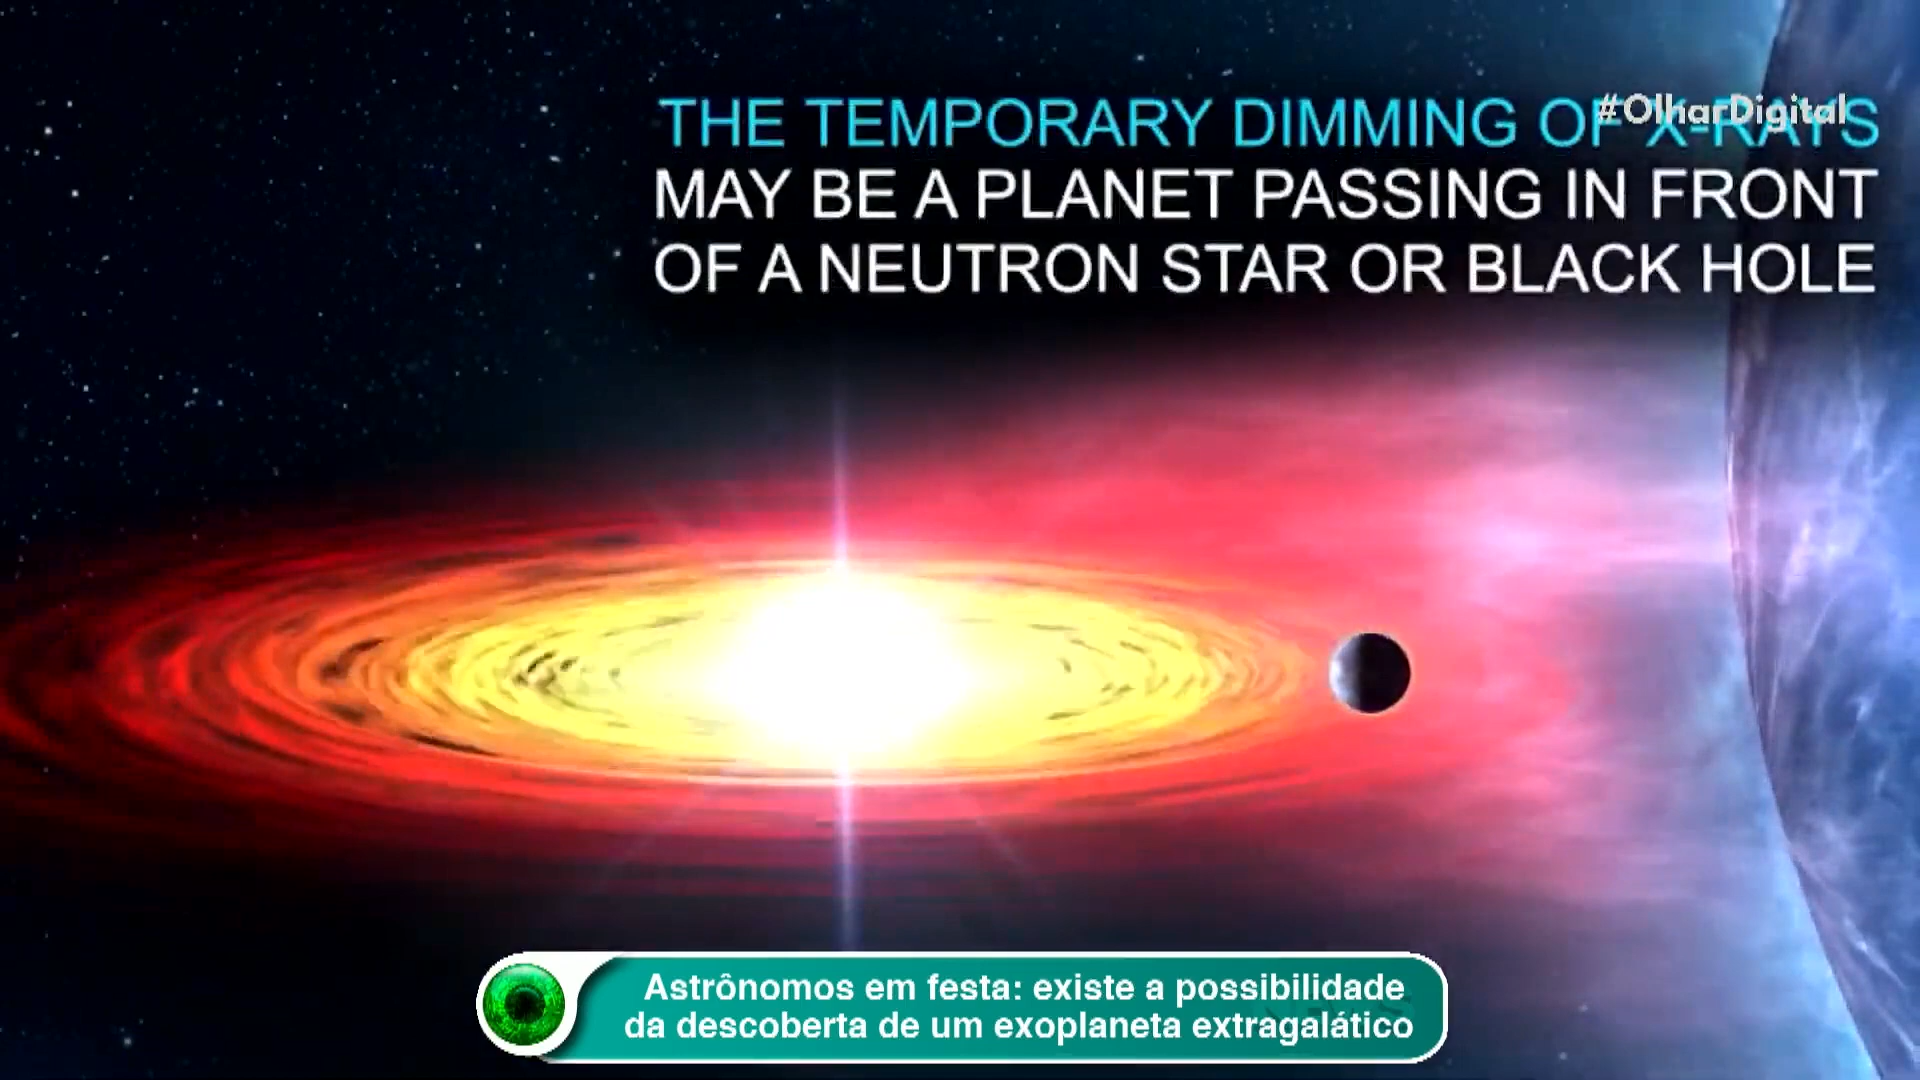 #OlharDigital
THE TEMPORARY DIMMING OF X-RAYS
MAY BE A PLANET PASSING IN FRONT
OF A NEUTRON STAR OR BLACK HOLE
Astrônomos em festa: existe a possibilidade
da descoberta de um exoplaneta extragalático